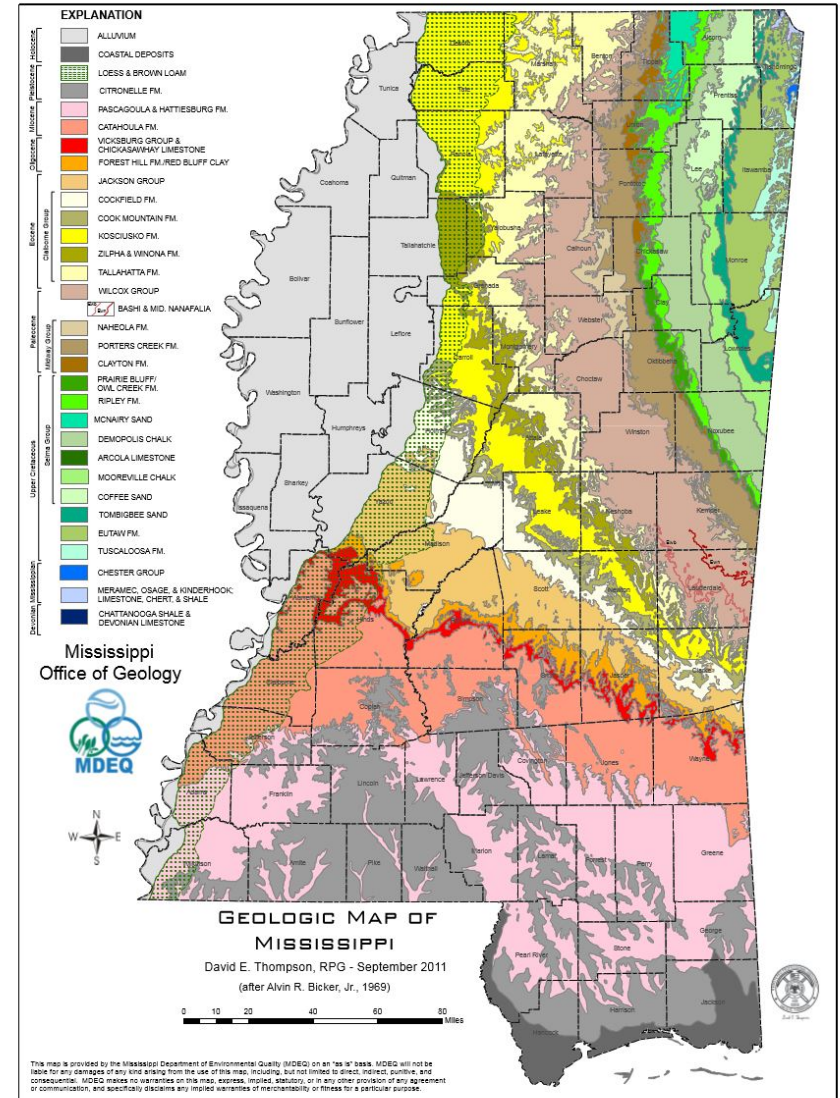 EXPLANATION
ALLUVIUM
COASTAL DEPOSITS
LOESS & BROWN LOAM
CITRONELLE FM.
PASCAGOULA & HATTIESBURG FM.
CATAHOULA FM.
VICKSBURG GROUP &
CHICKASAWHAY LIMESTONE
FOREST HILL FM./RED BLUFF CLAY
JACKSON GROUP
COCKFIELD FM.
COOK MOUNTAIN FM.
KOSCIUSKO FM.
ZILPHA & WINONA FM.
TALLAHATTA FM.
WILCOX GROUP
BASHI & MID. NANAFALIA
NAHEOLA FM.
PORTERS CREEK FM.
CLAYTON FM.
PRAIRIE BLUFF/
OWL CREEK FM.
RIPLEY FM.
MCNAIRY SAND
DEMOPOLIS CHALK
ARCOLA LIMESTONE
MOOREVILLE CHALK
COFFEE SAND
TOMBIGBEE SAND
EUTAW FM.
TUSCALOOSA FM.
CHESTER GROUP
MERAMEC, OSAGE, & KINDERHOOK:
LIMESTONE, CHERT, & SHALE
CHATTANOOGA SHALE &
DEVONIAN LIMESTONE
Holocene
Pleistocene
Miocene
Oligocene
Eocene
Claiborne Group
Paleocene
Midway Group
Upper Cretaceous
Selma Group
Mississippian
Devonian
Mississippi
Office of Geology
MDEQ
N
W E
S
Tunica
Marshall
Benton
Tippah
Alcorn
Prentiss
Tate
Panola
Lafayette
Pontotoc
Lee
Itawamba
Coahoma
Quitman
Tallahatchie
Yalobusha
Calhoun
Chickasaw
Monroe
Bolivar
Sunflower
Leflore
Grenada
Webster
Clay
Lowndes
Carroll
Montgomery
Choctaw
Oktibbeha
Washington
Humphreys
Winston
Noxubee
Sharkey
Issaquena
Yazoo
Madison
Leake
Neshoba
Kemper
Scott
Newton
Lauderdale
Hinds
Clarke
Jasper
Copiah
Simpson
Claiborne
Jefferson
Covington
Jones
Wayne
Adams
Franklin
Lincoln
Lawrence
Jefferson Davis
Wilkinson
Amite
Pike
Walthall
Marion
Lamar
Forrest
Perry
Greene
Pearl River
Stone
George
Hancock
Harrison
Jackson
GEOLOGIC MAP OF
MISSISSIPPI
David E. Thompson, RPG - September 2011
(after Alvin R. Bicker, Jr., 1969)
0 10 20 40 60 80
Miles
This map is provided by the Mississippi Department of Environmental Quality (MDEQ) on an "as is" basis. MDEQ will not be
liable for any damages of any kind arising from the use of this map, including, but not limited to direct, indirect, punitive, and
consequential. MDEQ makes no warranties on this map, express, implied, statutory, or in any other provision of any agreement
or communication, and specifically disclaims any implied warranties of merchantability or fitness for a particular purpose.